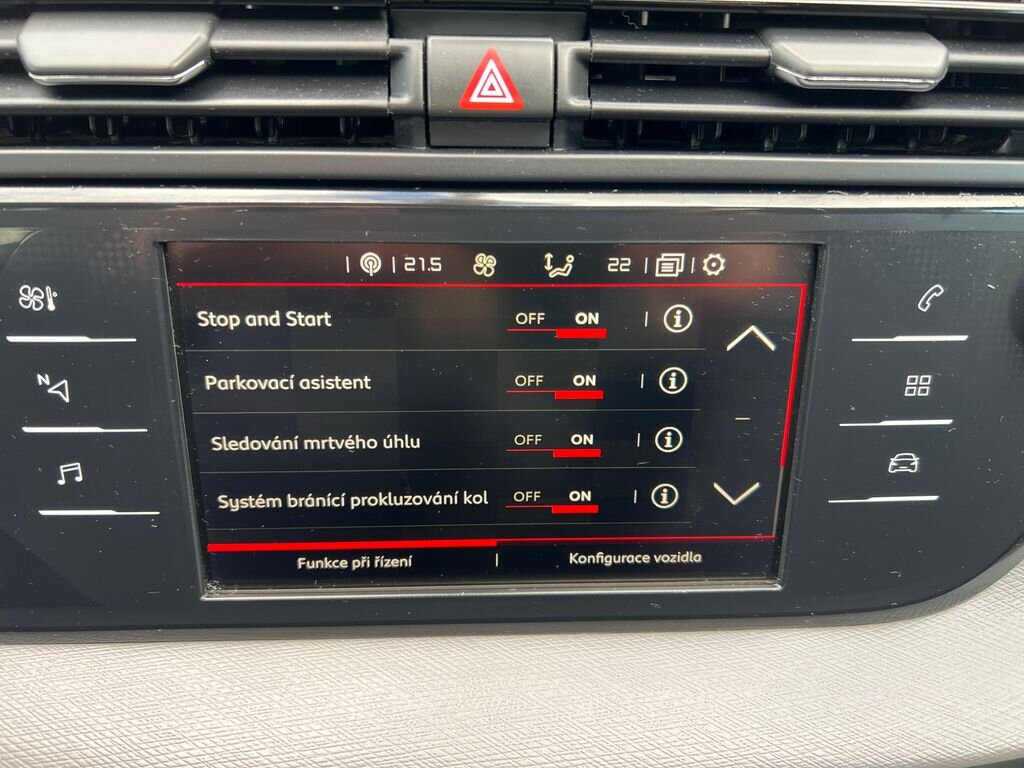 21.5 22
Stop and Start OFF ON
Parkovací asistent OFF ON
Sledování mrtvého úhlu OFF ON
Systém bránící prokluzování kol OFF ON
Funkce při řízení Konfigurace vozidla
N